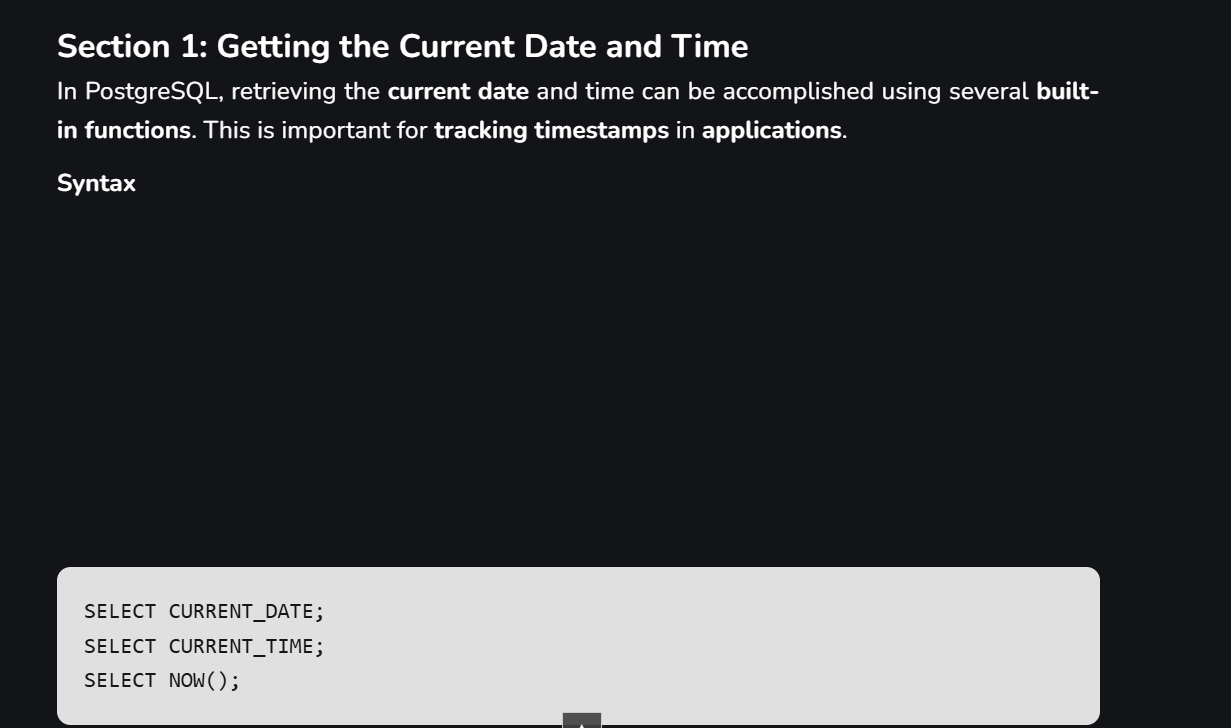 Section 1: Getting the Current Date and Time
In PostgreSQL, retrieving the current date and time can be accomplished using several built-
in functions. This is important for tracking timestamps in applications.
Syntax
SELECT CURRENT_DATE;
SELECT CURRENT_TIME;
SELECT NOW();